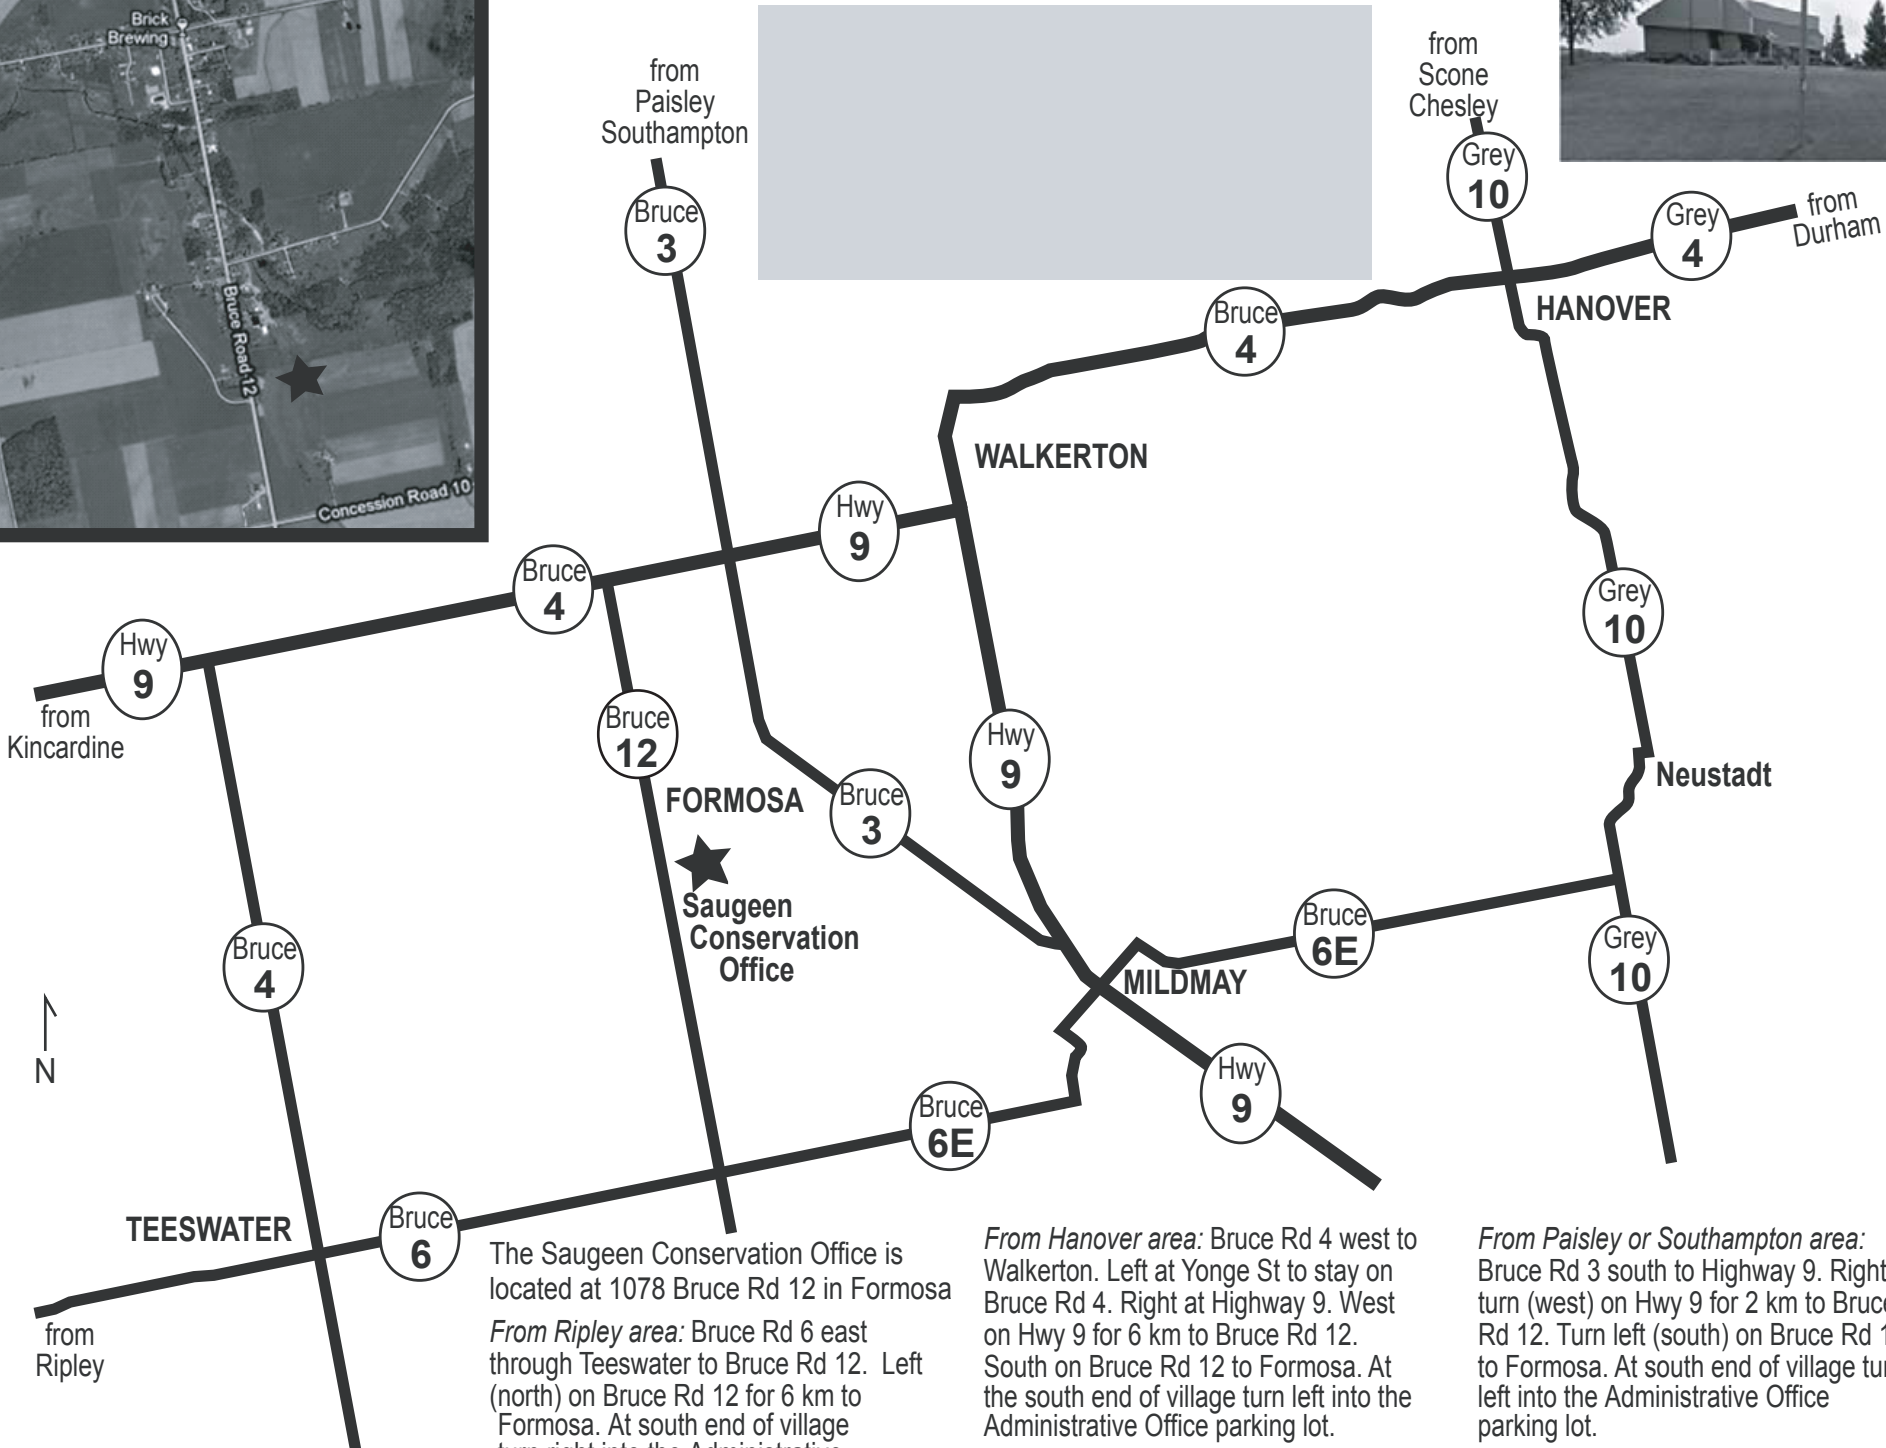 Brick
Brewing
Bruce Road 12
Concession Road 10
from
Paisley
Southampton
Bruce
3
from
Scone
Chesley
Grey
10
Grey
4
from
Durham
HANOVER
Bruce
4
WALKERTON
Hwy
9
Bruce
4
Hwy
9
from
Kincardine
Bruce
12
FORMOSA
Bruce
3
Hwy
9
Grey
10
Neustadt
Saugeen
Conservation
Office
Bruce
4
MILDMAY
Bruce
6E
Grey
10
N
Bruce
6E
Hwy
9
TEESWATER
Bruce
6
from
Ripley
The Saugeen Conservation Office is
located at 1078 Bruce Rd 12 in Formosa
From Ripley area: Bruce Rd 6 east
through Teeswater to Bruce Rd 12. Left
(north) on Bruce Rd 12 for 6 km to
Formosa. At south end of village
turn right into the Administrative
From Hanover area: Bruce Rd 4 west to
Walkerton. Left at Yonge St to stay on
Bruce Rd 4. Right at Highway 9. West
on Hwy 9 for 6 km to Bruce Rd 12.
South on Bruce Rd 12 to Formosa. At
the south end of village turn left into the
Administrative Office parking lot.
From Paisley or Southampton area:
Bruce Rd 3 south to Highway 9. Right
turn (west) on Hwy 9 for 2 km to Bruce
Rd 12. Turn left (south) on Bruce Rd
to Formosa. At south end of village
left into the Administrative Office
parking lot.